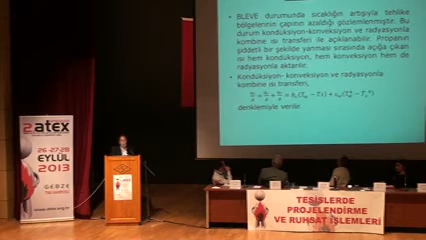 • BLEVE durumunda sıcaklığın artışıyla tehlike
bölgelerinin çapının azaldığı gözlemlenmiştir. Bu
durum kondüksiyon-konveksiyon ve radyasyonla
kombine ısı transferi ile açıklanabilir. Propanın
şiddetli bir şekilde yanması sırasında açığa çıkan
ısı hem kondüksiyon, hem konveksiyon hem de
radyasyonla aktarılır.
• Kondüksiyon- konveksiyon ve radyasyonla
kombine ısı transferi,
denklemiyle verilir.
2.atex
26-27-28
EYLÜL
2013
GEBZE
TESİSLERDE
PROJELENDİRME
VE RUHSAT İŞLEMLERİ